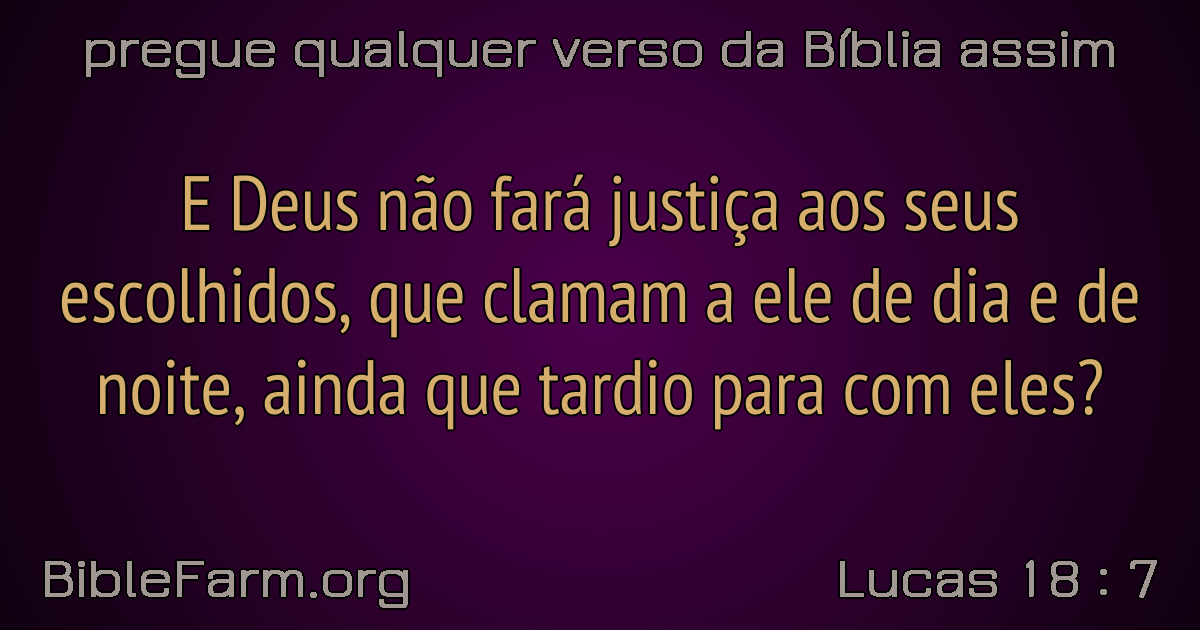 pregue qualquer verso da Bíblia assim
E Deus não fará justiça aos seus
escolhidos, que clamam a ele de dia e de
noite, ainda que tardio para com eles?
BibleFarm.org
Lucas 18 : 7